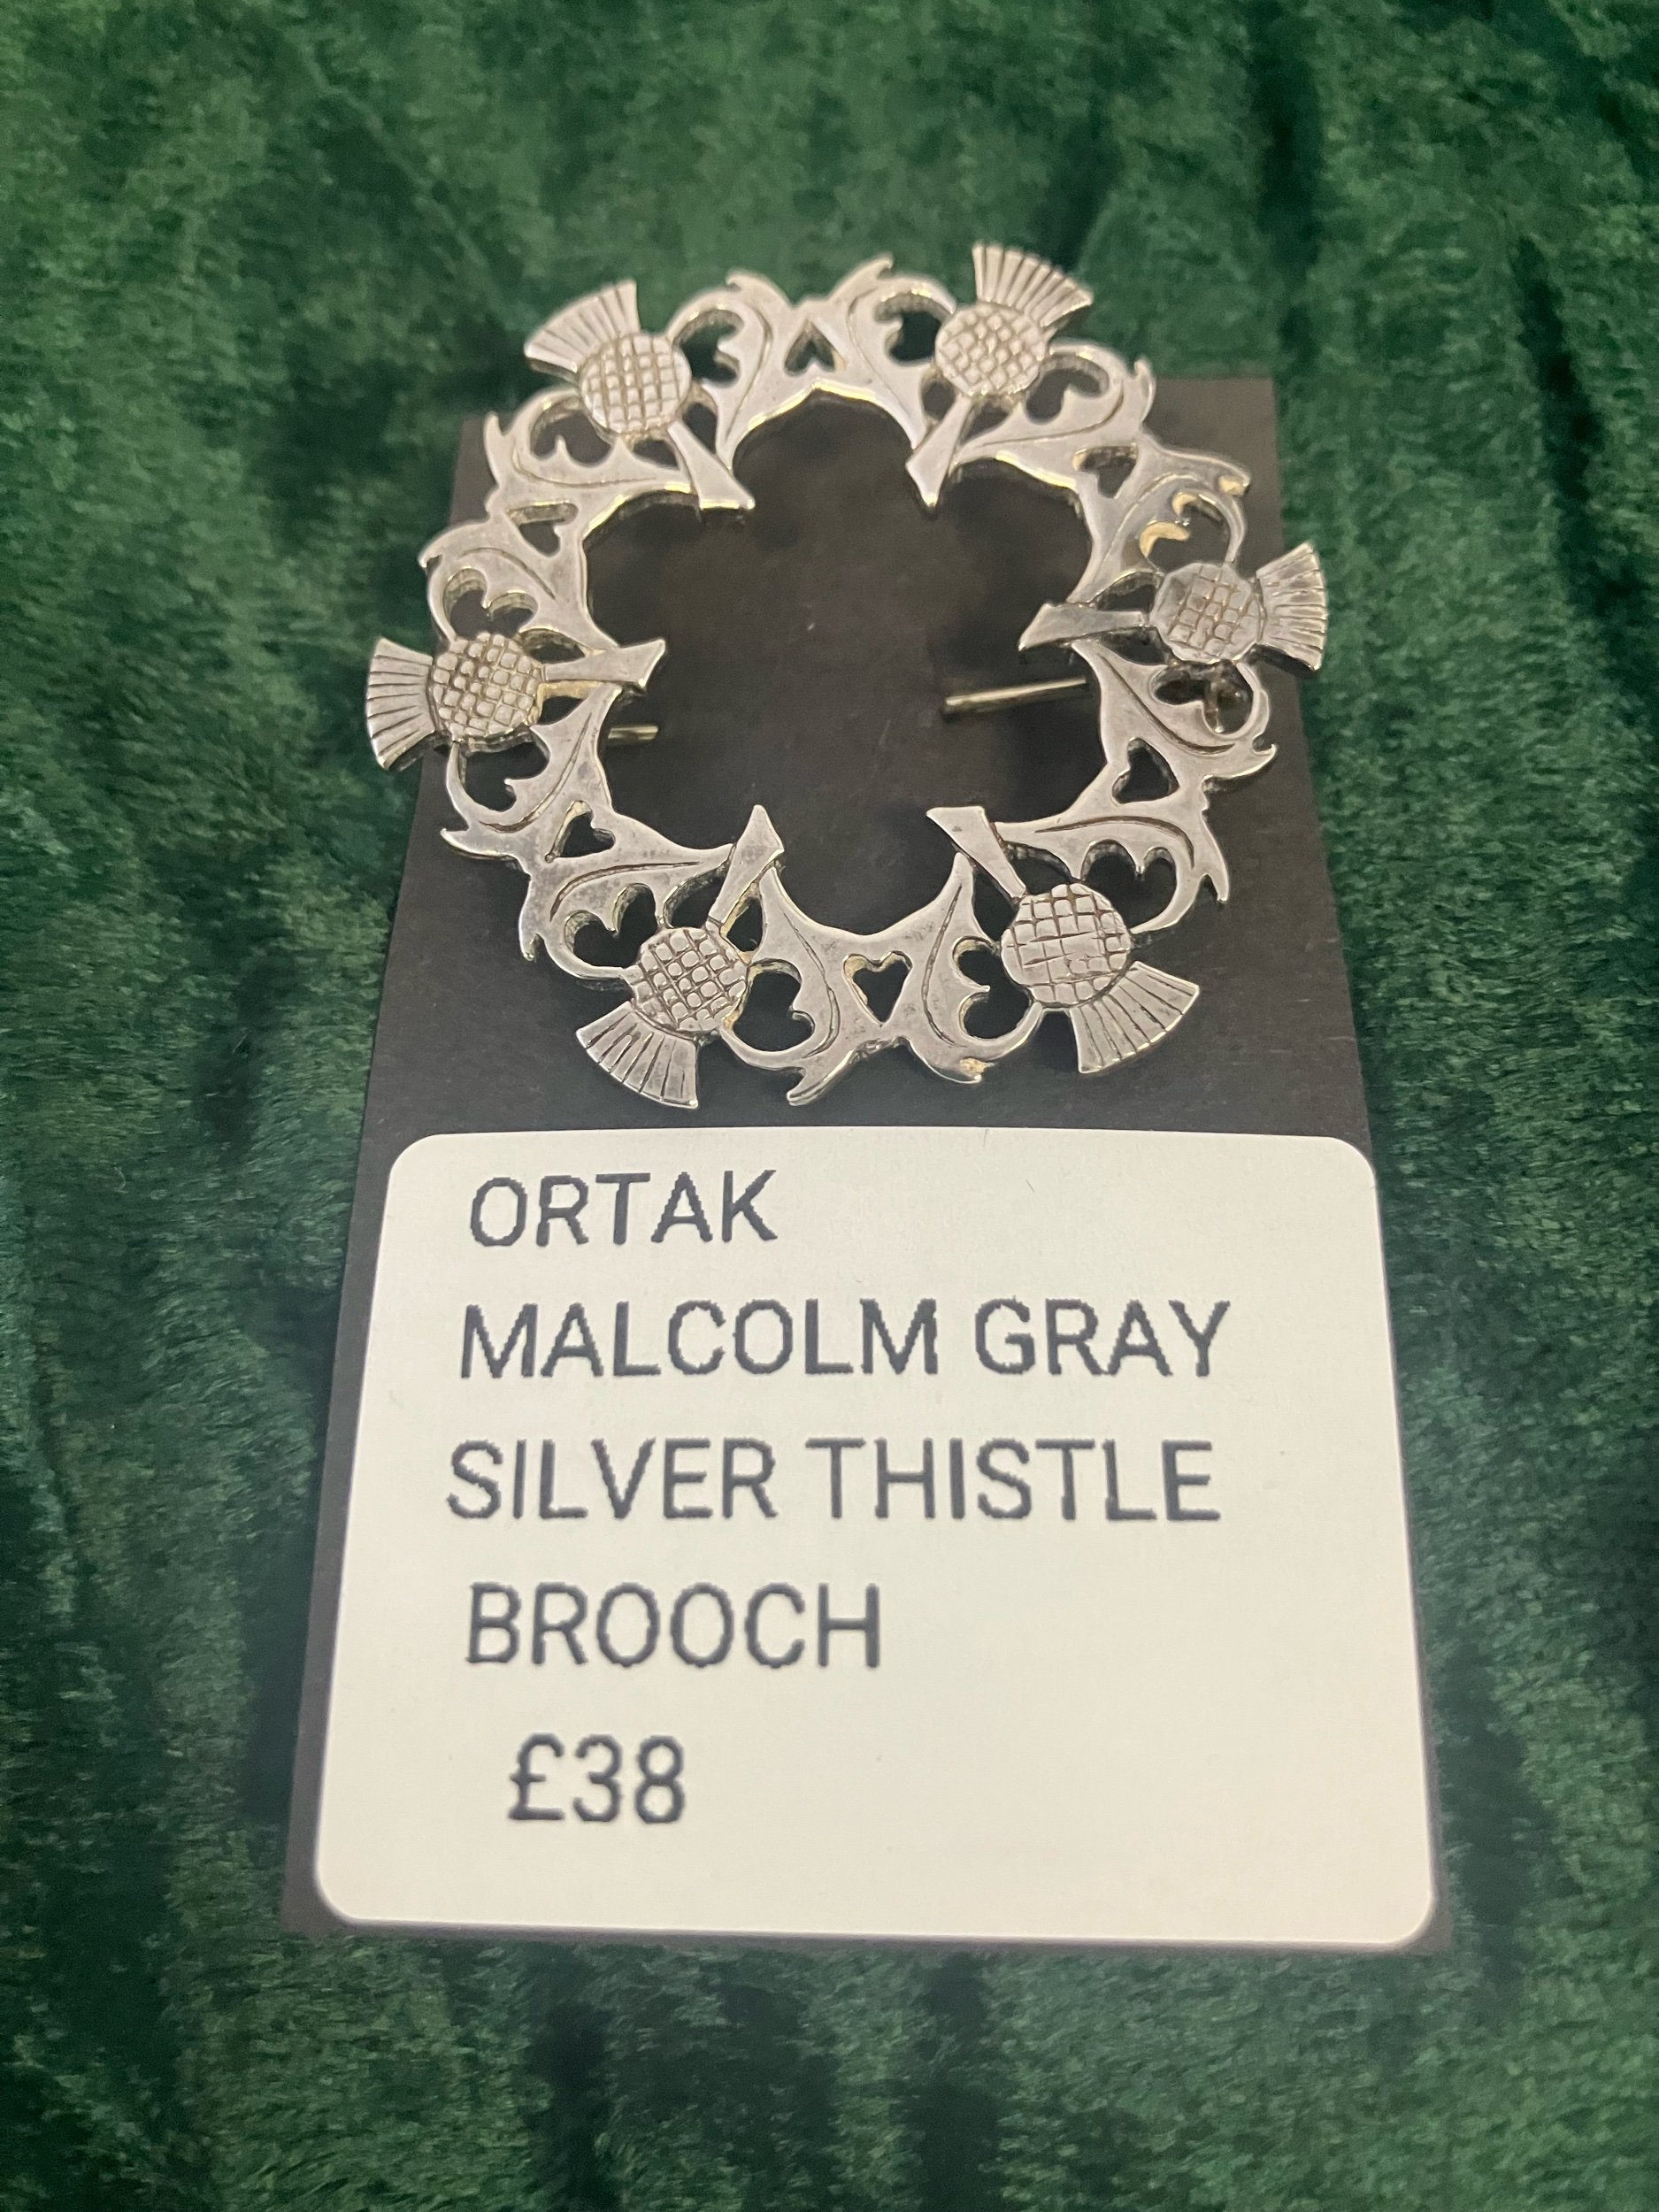 ORTAK
MALCOLM GRAY
SILVER THISTLE
BROOCH
£38